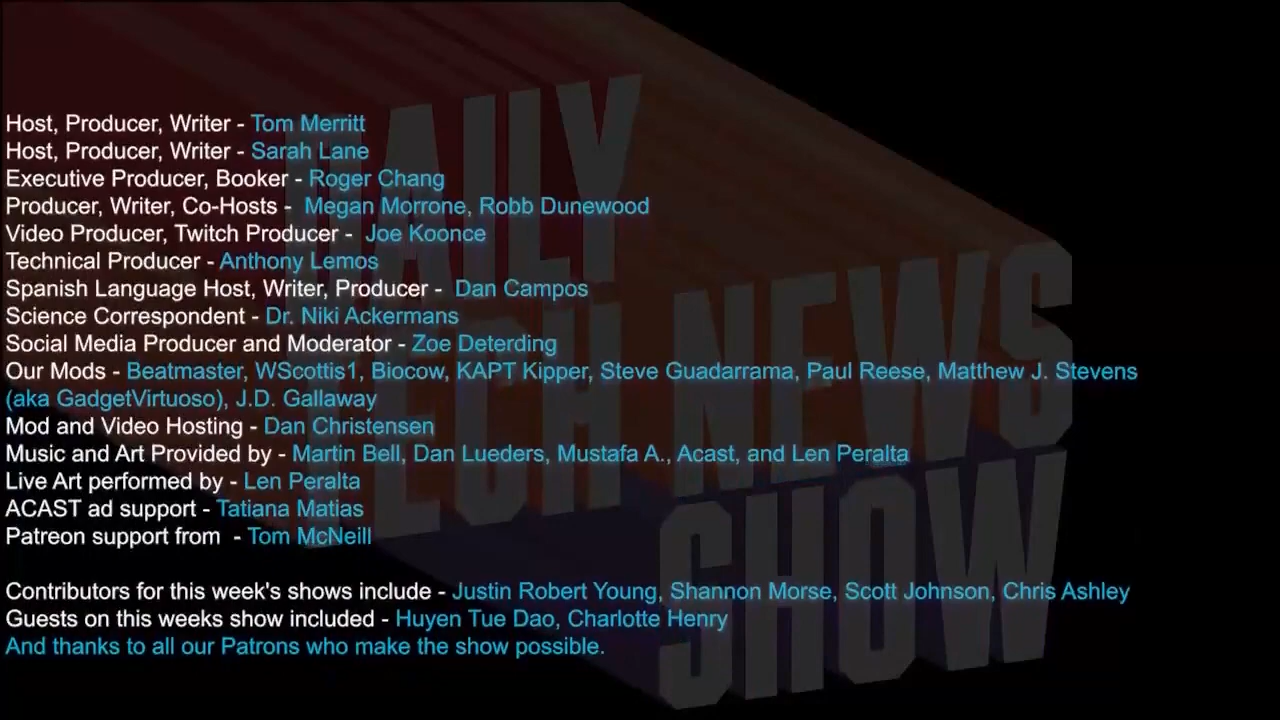 DAILY
TECH NEWS
SHOW
Host, Producer, Writer - Tom Merritt
Host, Producer, Writer - Sarah Lane
Executive Producer, Booker - Roger Chang
Producer, Writer, Co-Hosts -  Megan Morrone, Robb Dunewood
Video Producer, Twitch Producer -  Joe Koonce
Technical Producer - Anthony Lemos
Spanish Language Host, Writer, Producer -  Dan Campos
Science Correspondent - Dr. Niki Ackermans
Social Media Producer and Moderator - Zoe Deterding
Our Mods - Beatmaster, WScottis1, Biocow, KAPT Kipper, Steve Guadarrama, Paul Reese, Matthew J. Stevens
(aka GadgetVirtuoso), J.D. Gallaway
Mod and Video Hosting - Dan Christensen
Music and Art Provided by - Martin Bell, Dan Lueders, Mustafa A., Acast, and Len Peralta
Live Art performed by - Len Peralta
ACAST ad support - Tatiana Matias
Patreon support from  - Tom McNeill
Contributors for this week's shows include - Justin Robert Young, Shannon Morse, Scott Johnson, Chris Ashley
Guests on this weeks show included - Huyen Tue Dao, Charlotte Henry
And thanks to all our Patrons who make the show possible.